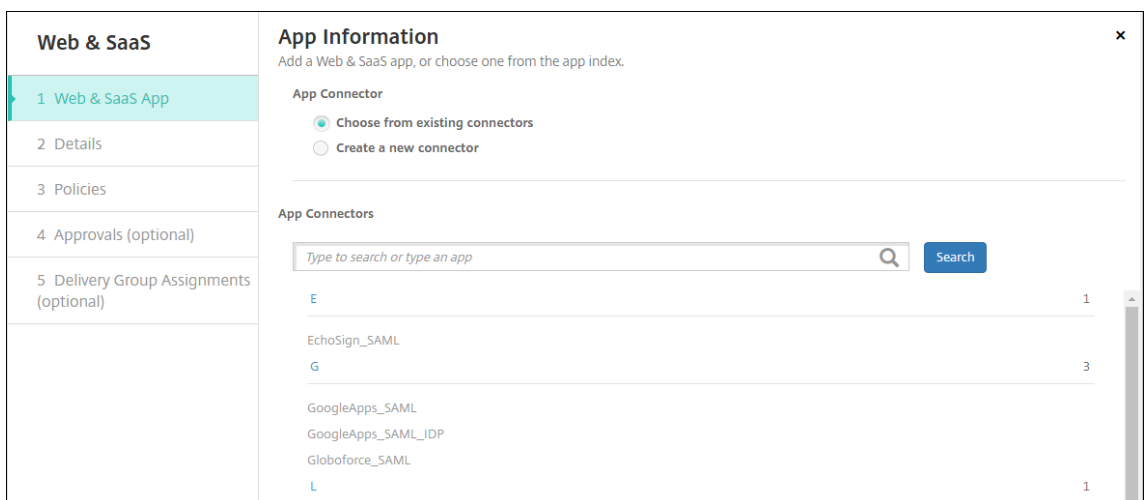 Web & SaaS
1 Web & SaaS App
2 Details
3 Policies
4 Approvals (optional)
5 Delivery Group Assignments
(optional)
App Information
×
Add a Web & SaaS app, or choose one from the app index.
App Connector
Choose from existing connectors
Create a new connector
App Connectors
Type to search or type an app
Search
E 1
EchoSign_SAML
G 3
GoogleApps_SAML
GoogleApps_SAML_IDP
Globoforce_SAML
L 1